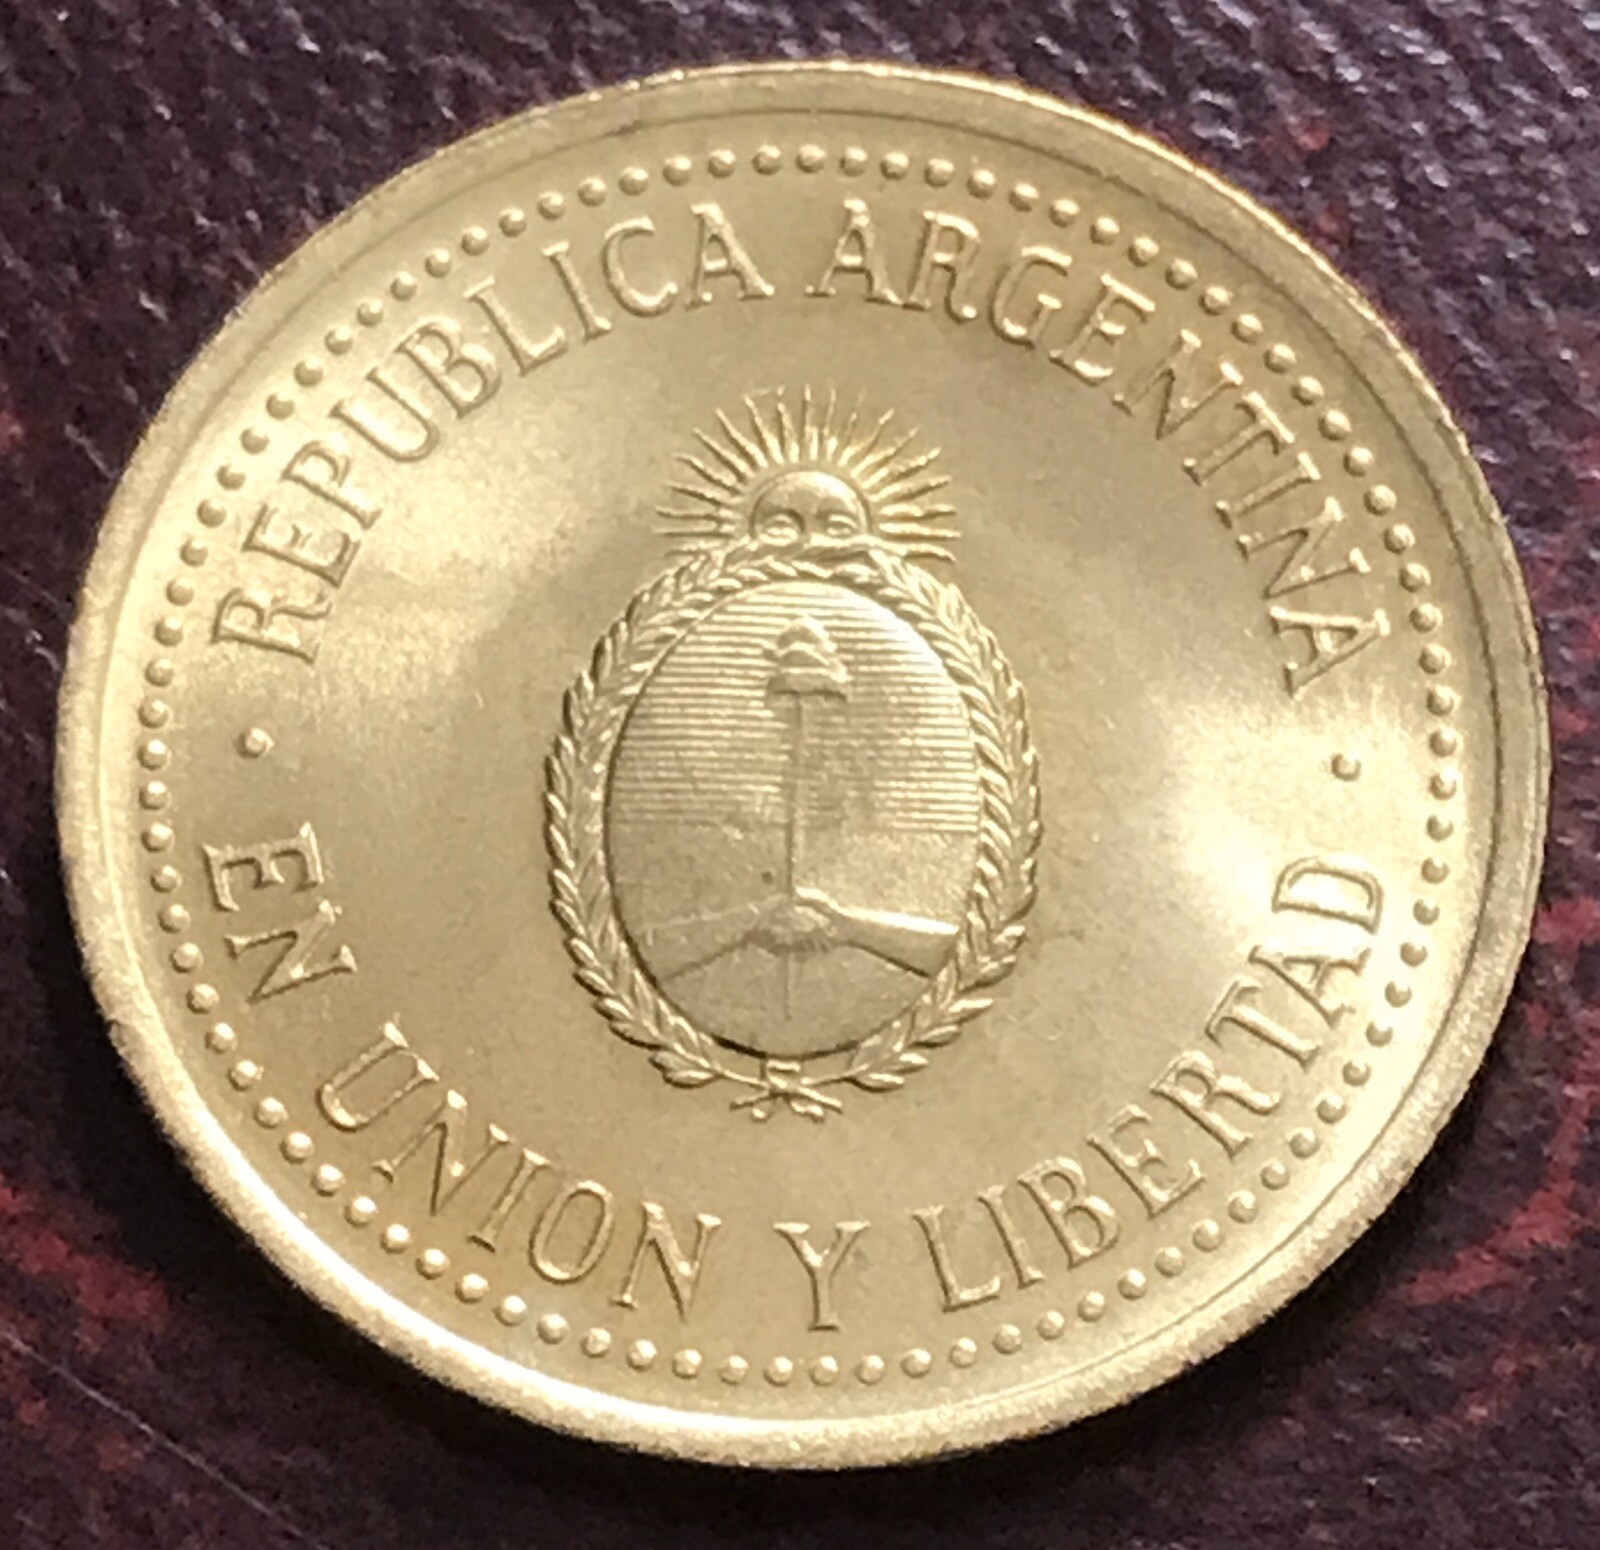 REPUBLICA ARGENTINA
· EN UNION Y LIBERTAD ·